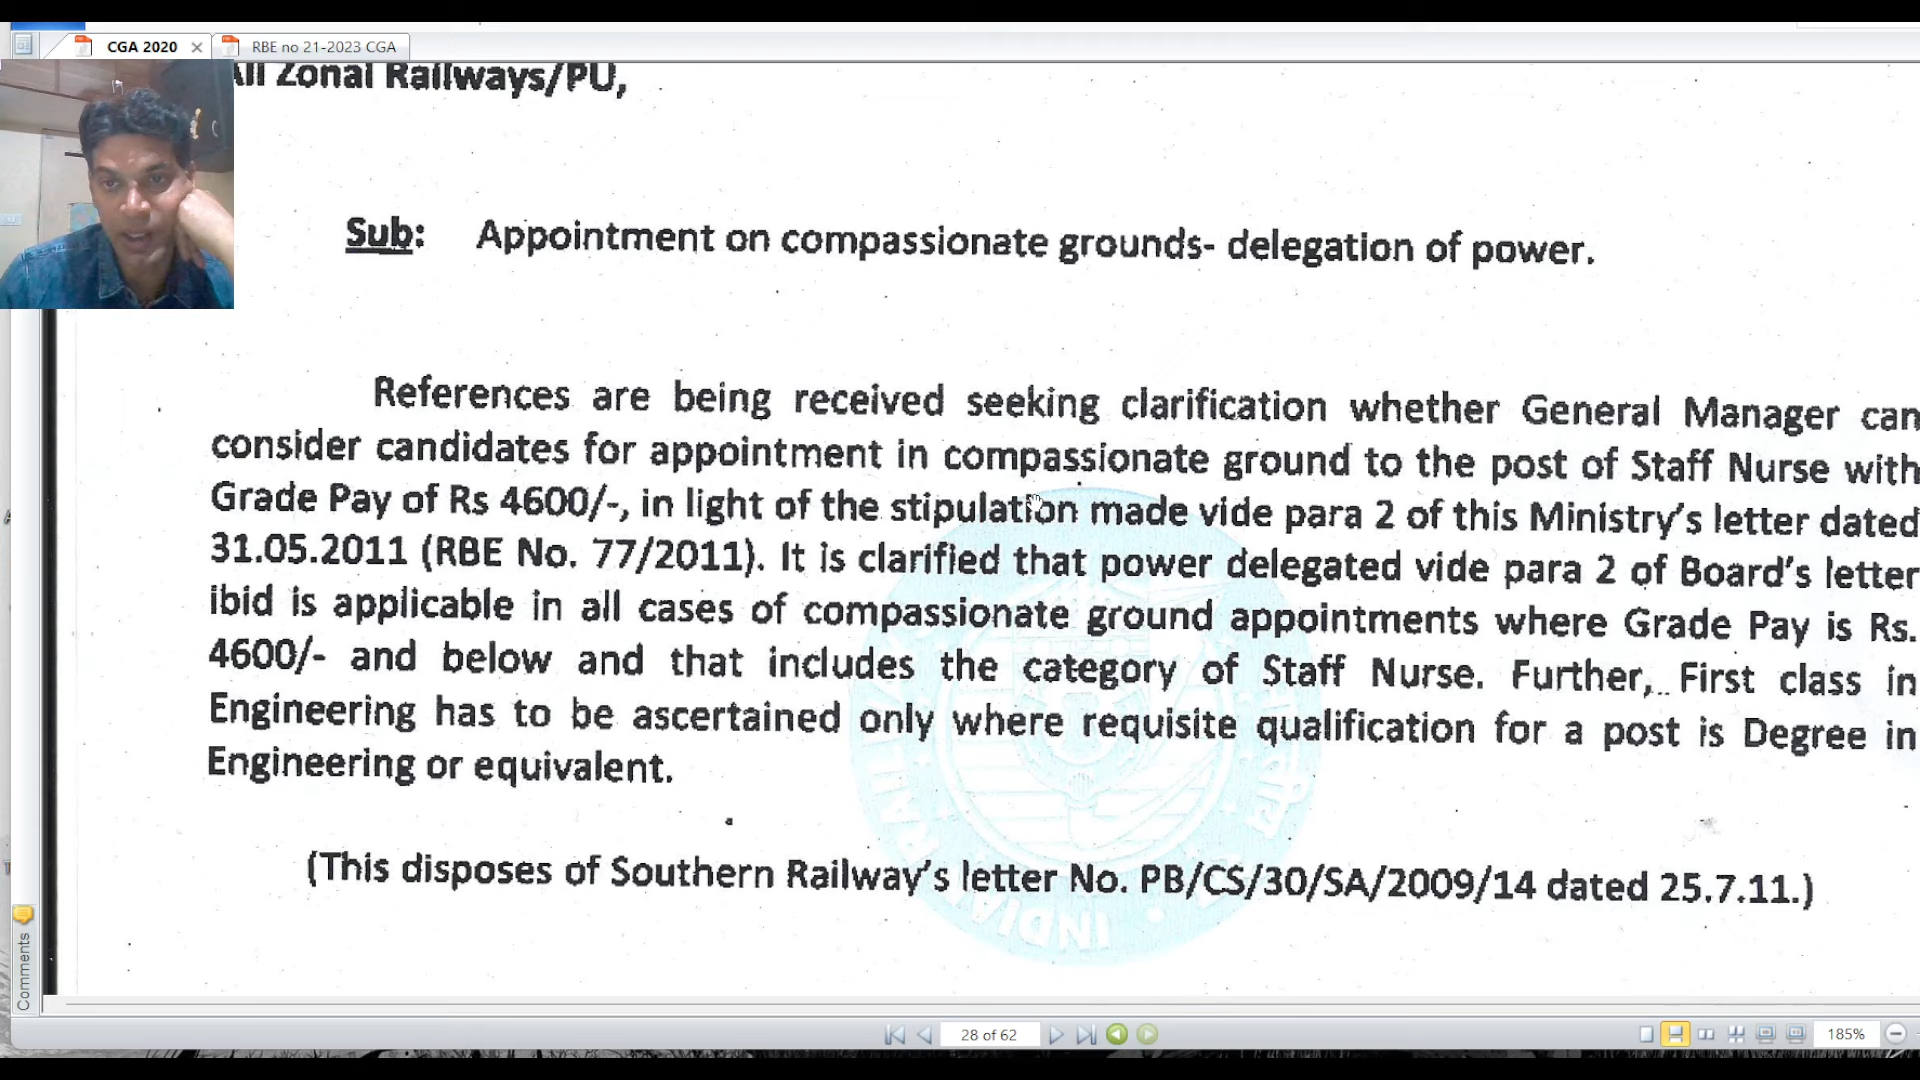 CGA 2020
RBE no 21-2023 CGA
All Zonal Railways/PU,
Sub: Appointment on compassionate grounds- delegation of power.
References are being received seeking clarification whether General Manager can
consider candidates for appointment in compassionate ground to the post of Staff Nurse with
Grade Pay of Rs 4600/-, in light of the stipulation made vide para 2 of this Ministry's letter dated
31.05.2011 (RBE No. 77/2011). It is clarified that power delegated vide para 2 of Board's letter
ibid is applicable in all cases of compassionate ground appointments where Grade Pay is Rs.
4600/- and below and that includes the category of Staff Nurse. Further, First class in
Engineering has to be ascertained only where requisite qualification for a post is Degree in
Engineering or equivalent.
(This disposes of Southern Railway's letter No. PB/CS/30/SA/2009/14 dated 25.7.11.)
INDIAN RAILWAYS
Comments
28 of 62
185%